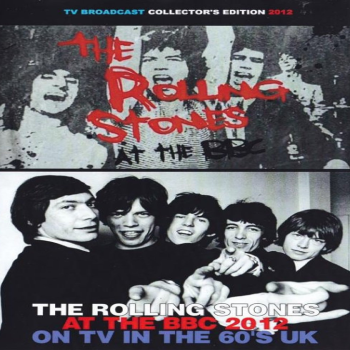 TV BROADCAST COLLECTOR'S EDITION 2012
THE
ROLLING
STONES
AT THE BBC
THE ROLLING STONES
AT THE BBC 2012
ON TV IN THE 60'S UK